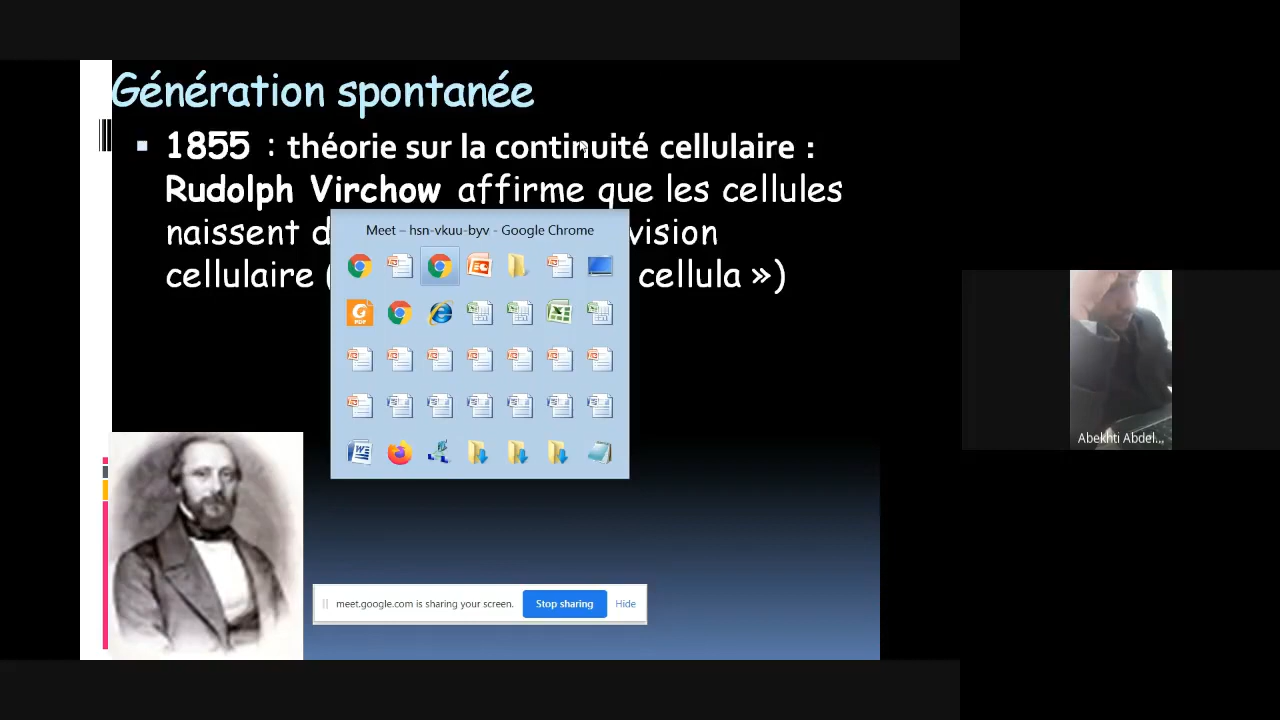 Génération spontanée
1855 : théorie sur la continuité cellulaire :
Rudolph Virchow affirme que les cellules
naissent
cellulaire ( cellula »)
Meet – hsn-vkuu-byv - Google Chrome
meet.google.com is sharing your screen.
Stop sharing
Hide
Abekhti Abdel...